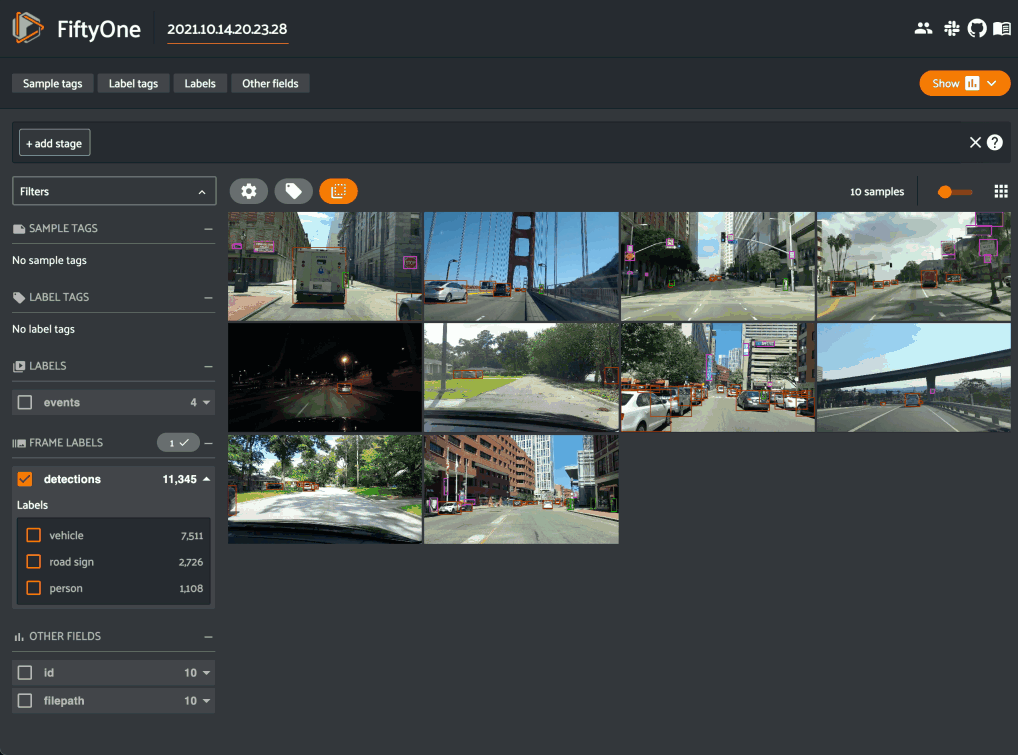 FiftyOne 2021.10.14.20.23.28
Sample tags Label tags Labels Other fields Show
+ add stage
Filters 10 samples
SAMPLE TAGS
No sample tags
LABEL TAGS
No label tags
LABELS
events 4
FRAME LABELS 1
detections 11,345
Labels
vehicle 7,511
road sign 2,726
person 1,108
OTHER FIELDS
id 10
filepath 10